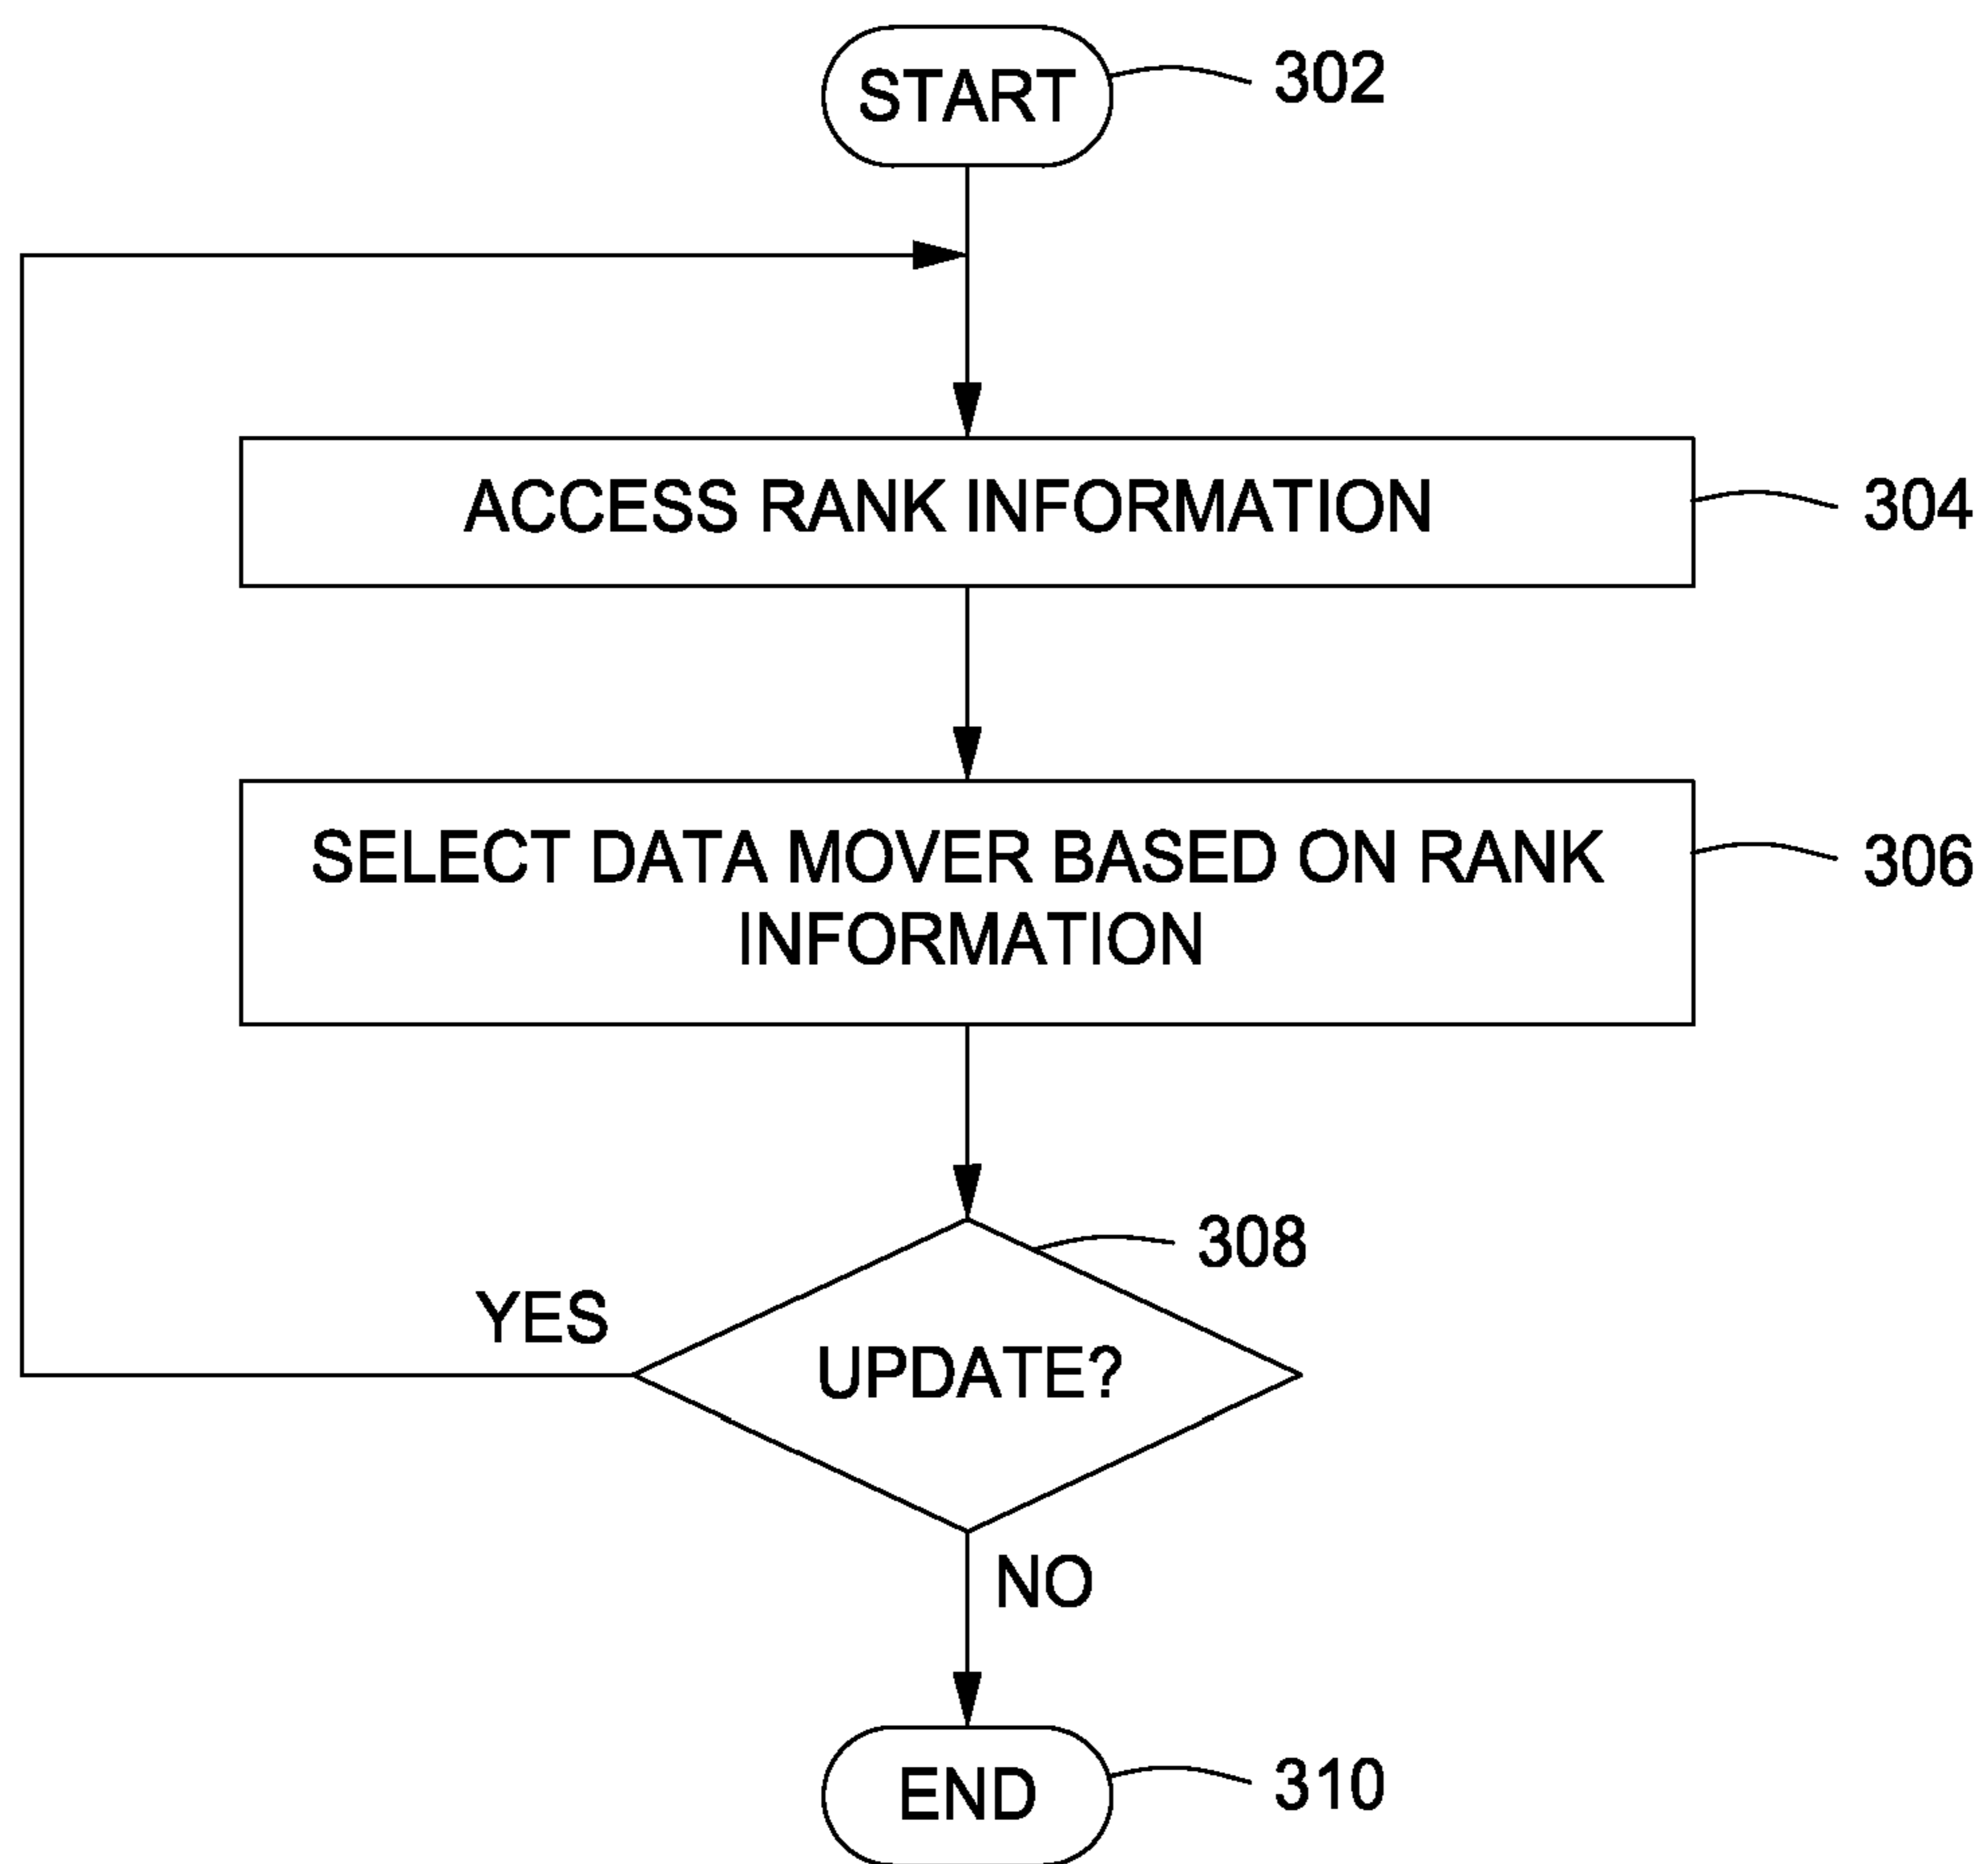 START
302
ACCESS RANK INFORMATION
304
SELECT DATA MOVER BASED ON RANK
INFORMATION
306
308
YES
UPDATE?
NO
END
310